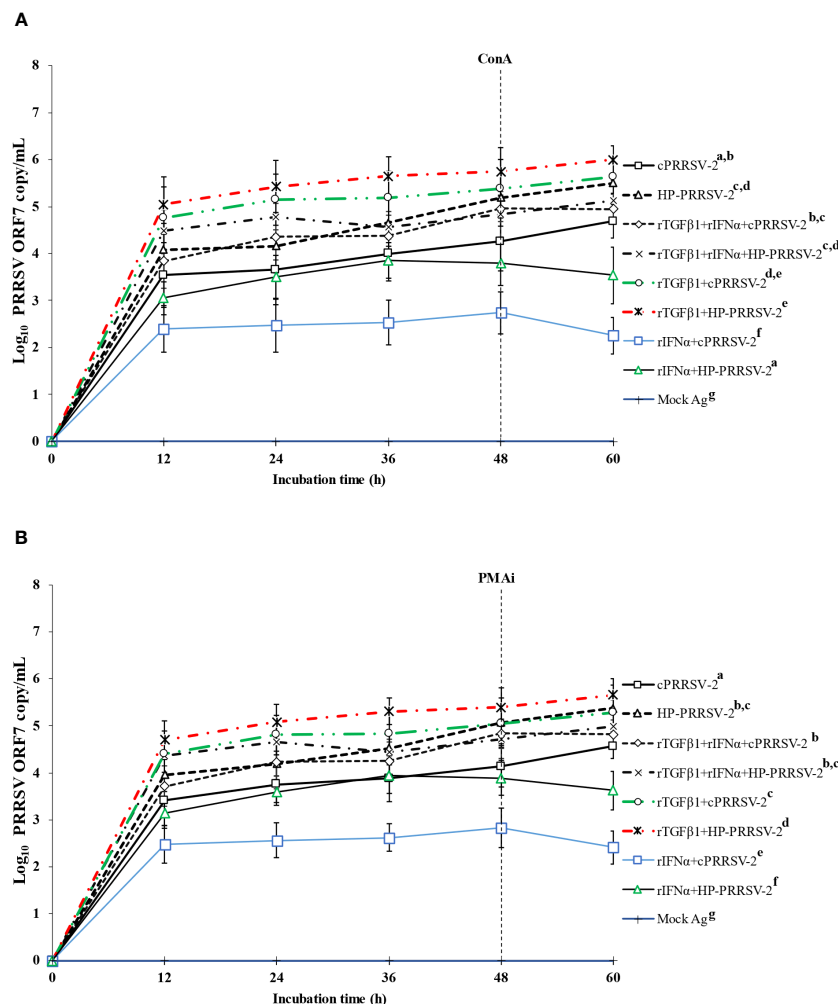 A
ConA
Log10 PRRSV ORF7 copy/mL
8
7
6
5
4
3
2
1
0
0 12 24 36 48 60
Incubation time (h)
cPRRSV-2a,b
HP-PRRSV-2c,d
rTGFβ1+rIFNα+cPRRSV-2b,c
rTGFβ1+rIFNα+HP-PRRSV-2c,d
rTGFβ1+cPRRSV-2d,e
rTGFβ1+HP-PRRSV-2e
rIFNα+cPRRSV-2f
rIFNα+HP-PRRSV-2a
Mock Agg
B
PMAi
Log10 PRRSV ORF7 copy/mL
8
7
6
5
4
3
2
1
0
0 12 24 36 48 60
Incubation time (h)
cPRRSV-2a
HP-PRRSV-2b,c
rTGFβ1+rIFNα+cPRRSV-2 b
rTGFβ1+rIFNα+HP-PRRSV-2b,c
rTGFβ1+cPRRSV-2c
rTGFβ1+HP-PRRSV-2d
rIFNα+cPRRSV-2e
rIFNα+HP-PRRSV-2f
Mock Agg